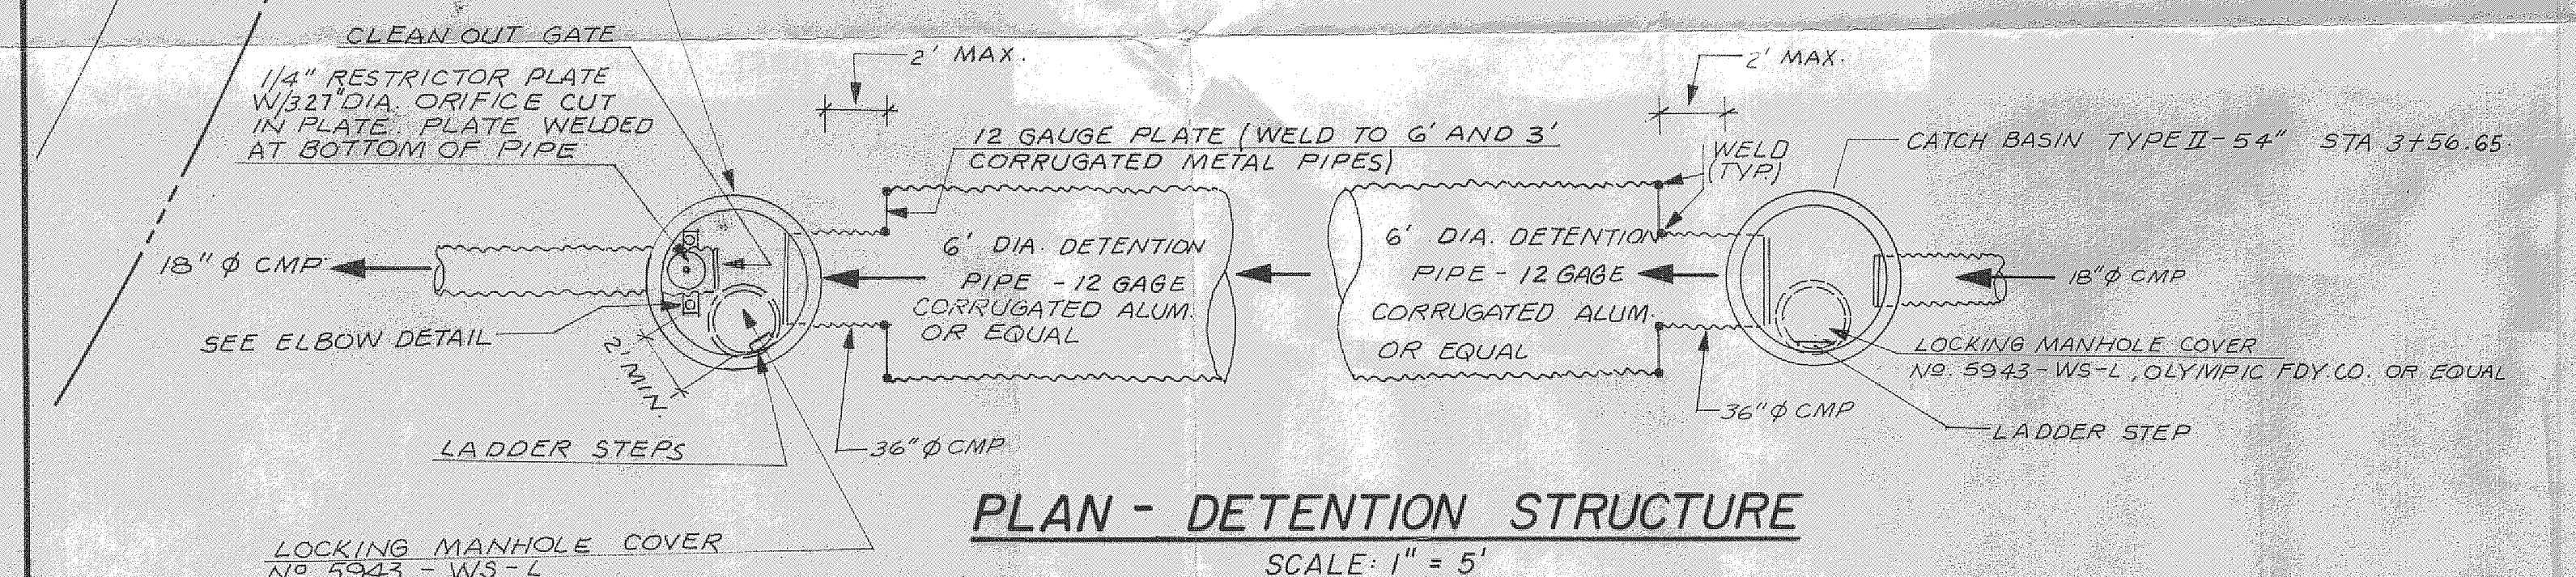 CLEAN OUT GATE
1/4" RESTRICTOR PLATE
W/3.27" DIA. ORIFICE CUT
IN PLATE. PLATE WELDED
AT BOTTOM OF PIPE
2' MAX.
12 GAUGE PLATE (WELD TO 6' AND 3'
CORRUGATED METAL PIPES)
2' MAX.
WELD
(TYP.)
CATCH BASIN TYPE II-54" STA 3+56.65
18" ϕ CMP
6' DIA. DETENTION
PIPE - 12 GAGE
CORRUGATED ALUM.
OR EQUAL
6' DIA. DETENTION
PIPE - 12 GAGE
CORRUGATED ALUM.
OR EQUAL
18" ϕ CMP
SEE ELBOW DETAIL
2' MIN.
LOCKING MANHOLE COVER
Nº. 5943-WS-L, OLYMPIC FDY. CO. OR EQUAL
LADDER STEPS
36" ϕ CMP
36" ϕ CMP
LADDER STEP
PLAN - DETENTION STRUCTURE
SCALE: 1" = 5'
LOCKING MANHOLE COVER
Nº 5943 - WS - L